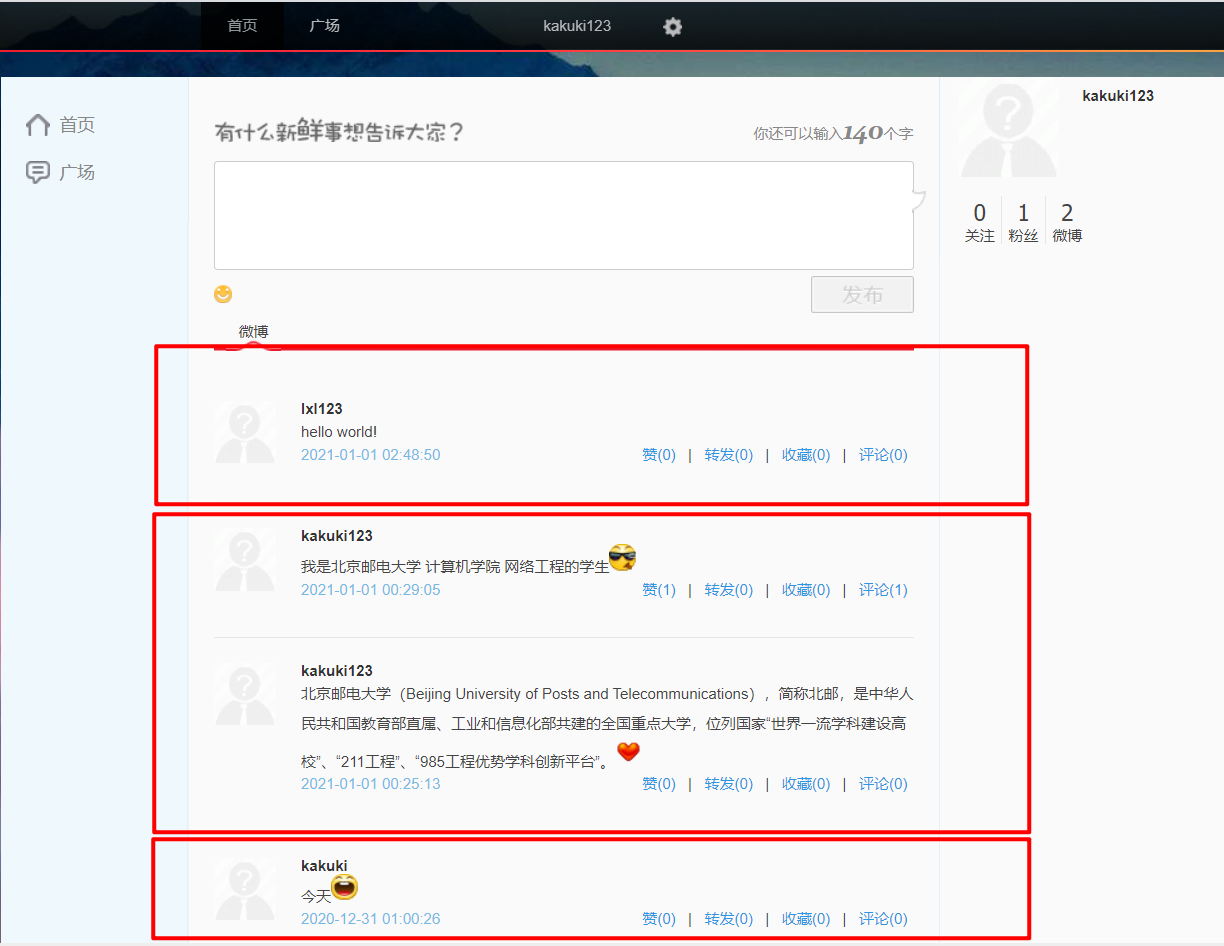 首页 广场 kakuki123
首页
广场
有什么新鲜事想告诉大家？
你还可以输入140个字
发布
微博
kakuki123
0 1 2
关注 粉丝 微博
lxl123
hello world!
2021-01-01 02:48:50 赞(0) | 转发(0) | 收藏(0) | 评论(0)
kakuki123
我是北京邮电大学 计算机学院 网络工程的学生
2021-01-01 00:29:05 赞(1) | 转发(0) | 收藏(0) | 评论(1)
kakuki123
北京邮电大学（Beijing University of Posts and Telecommunications），简称北邮，是中华人
民共和国教育部直属、工业和信息化部共建的全国重点大学，位列国家“世界一流学科建设高
校”、“211工程”、“985工程优势学科创新平台”。
2021-01-01 00:25:13 赞(0) | 转发(0) | 收藏(0) | 评论(0)
kakuki
今天
2020-12-31 01:00:26 赞(0) | 转发(0) | 收藏(0) | 评论(0)